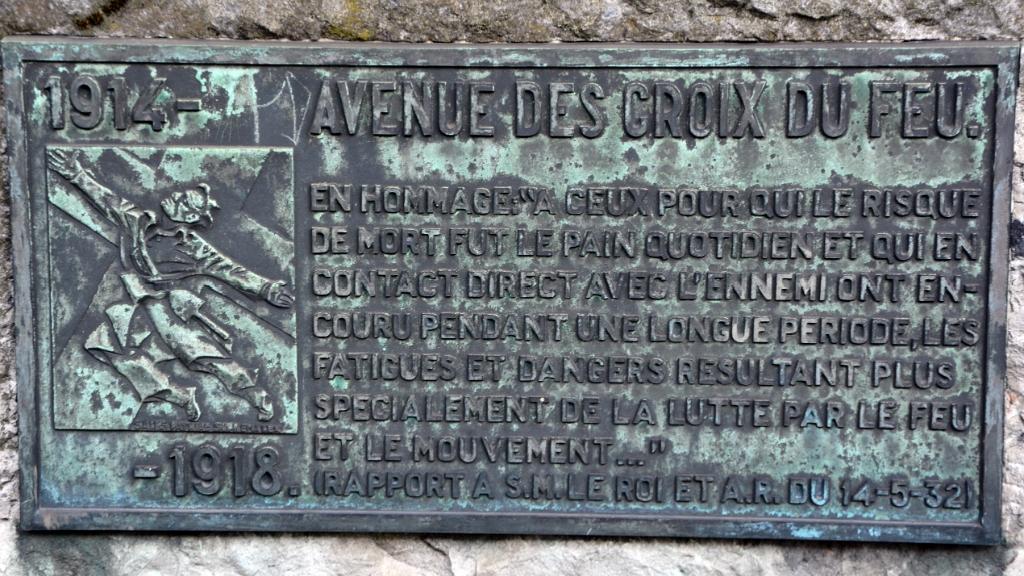 1914-
AVENUE DES CROIX DU FEU.
EN HOMMAGE:"A CEUX POUR QUI LE RISQUE
DE MORT FUT LE PAIN QUOTIDIEN ET QUI EN
CONTACT DIRECT AVEC L'ENNEMI ONT EN-
COURU PENDANT UNE LONGUE PERIODE, LES
FATIGUES ET DANGERS RESULTANT PLUS
SPECIALEMENT DE LA LUTTE PAR LE FEU
ET LE MOUVEMENT..."
(RAPPORT A S.M. LE ROI ET A.R. DU 14-5-32)
-1918.